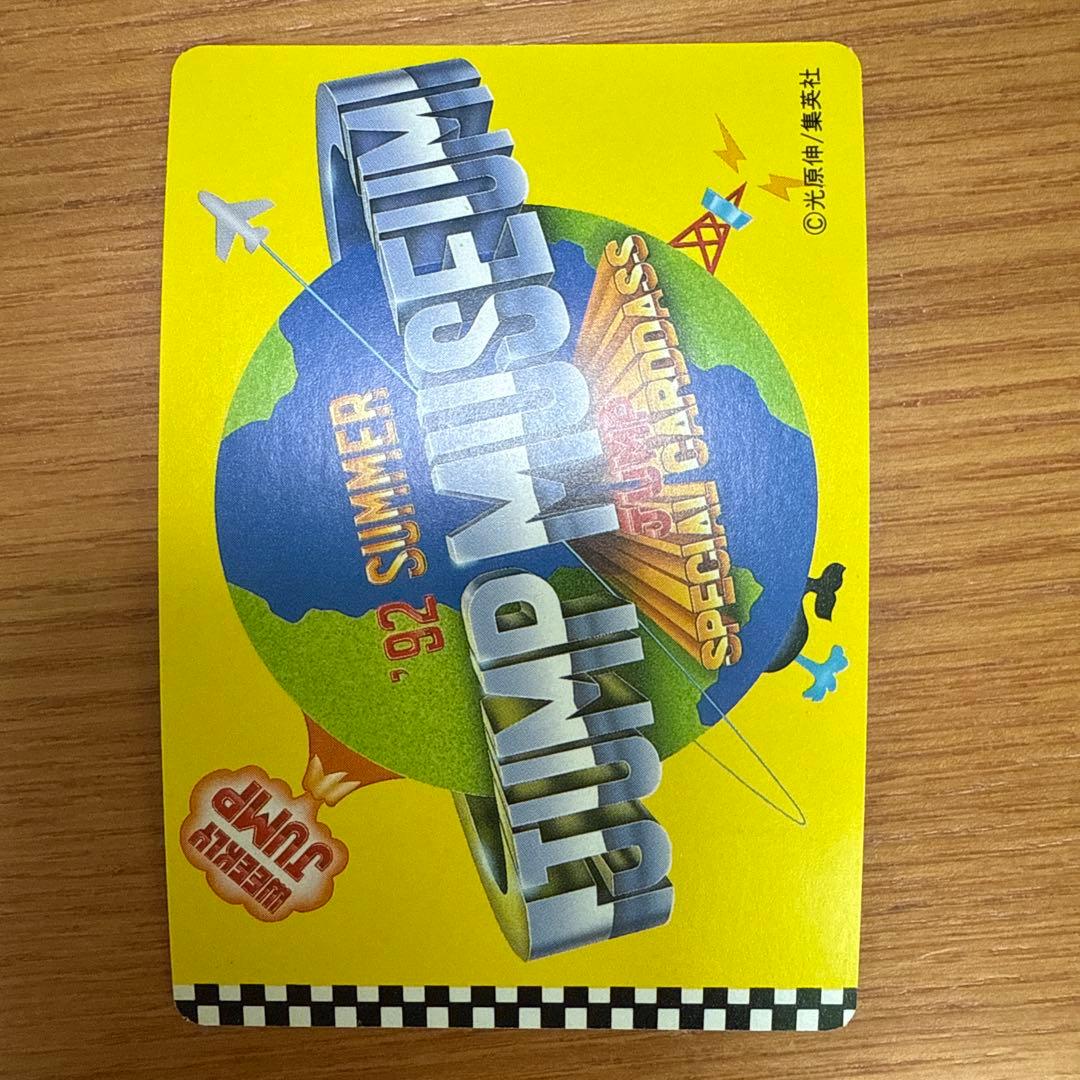 '92 SUMMER
JUMP MUSEUM
JUMP
SPECIAL CARDDASS
WEEKLY
JUMP
©光原伸/集英社